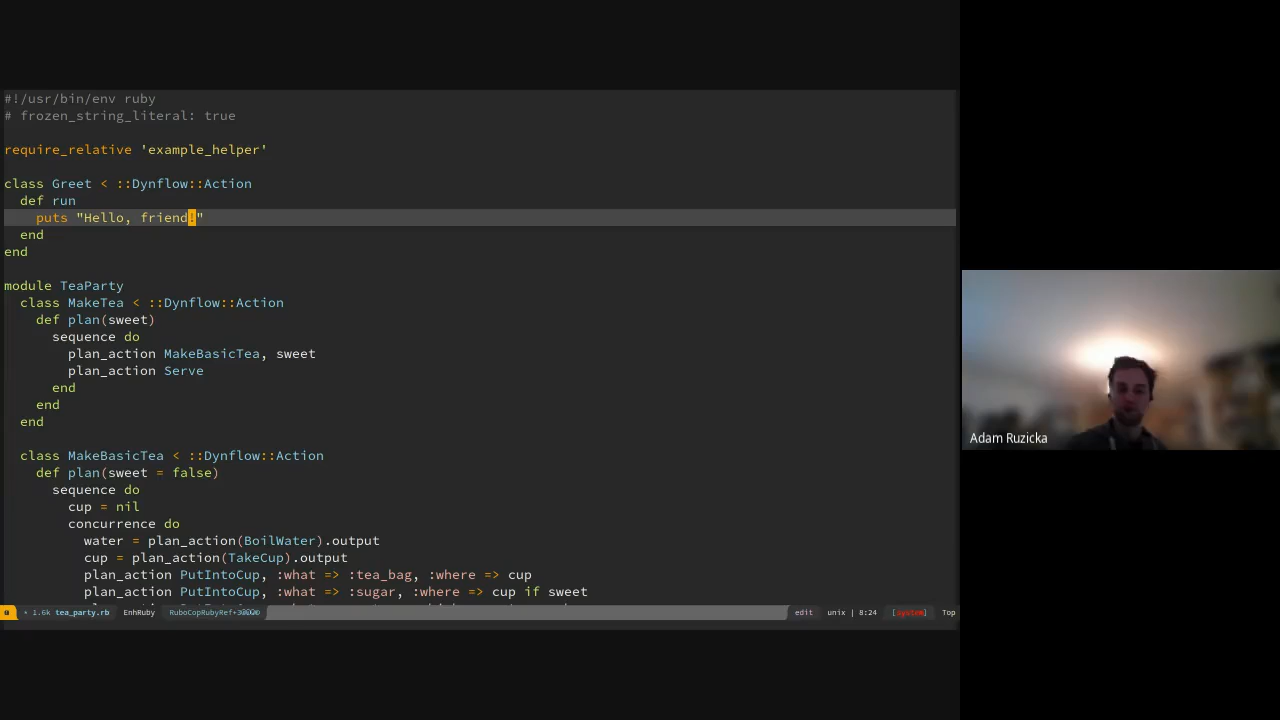 #!/usr/bin/env ruby
# frozen_string_literal: true
require_relative 'example_helper'
class Greet < ::Dynflow::Action
  def run
    puts "Hello, friend!"
  end
end
module TeaParty
  class MakeTea < ::Dynflow::Action
    def plan(sweet)
      sequence do
        plan_action MakeBasicTea, sweet
        plan_action Serve
      end
    end
  end
  class MakeBasicTea < ::Dynflow::Action
    def plan(sweet = false)
      sequence do
        cup = nil
        concurrence do
          water = plan_action(BoilWater).output
          cup = plan_action(TakeCup).output
          plan_action PutIntoCup, :what => :tea_bag, :where => cup
          plan_action PutIntoCup, :what => :sugar, :where => cup if sweet
1.6k tea_party.rb EnhRuby edit unix | 8:24 [system] Top
Adam Ruzicka